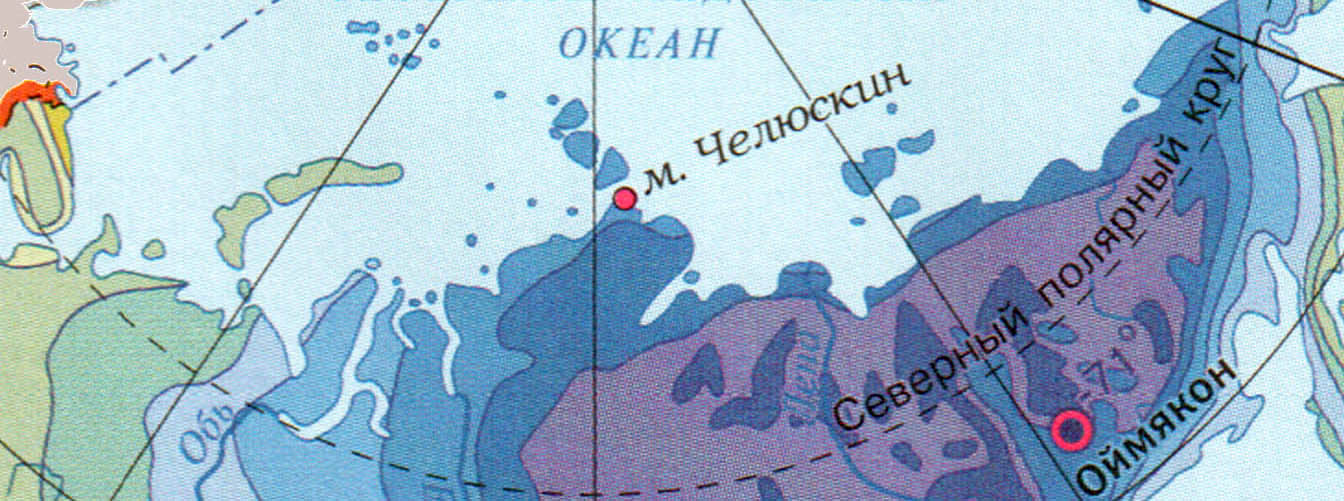 ОКЕАН
м. Челюскин
Северный полярный круг
Обь
Лена
-71°
Оймякон